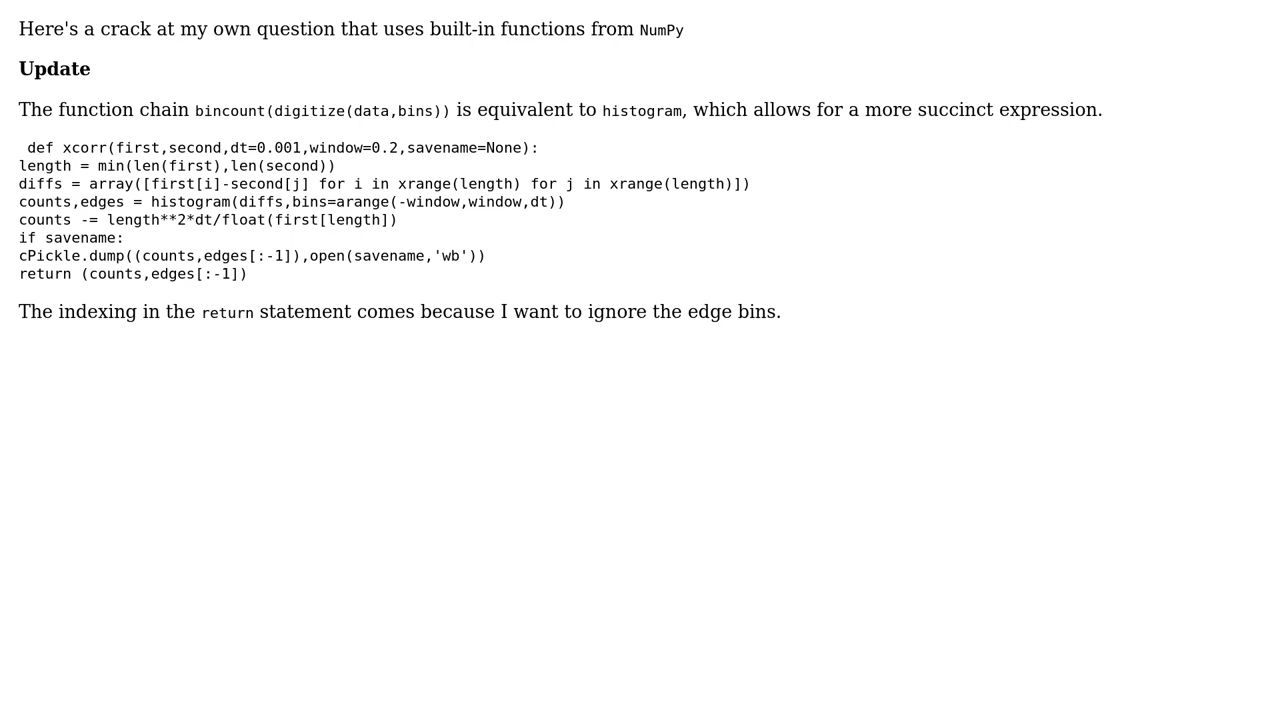 Here's a crack at my own question that uses built-in functions from NumPy
Update
The function chain bincount(digitize(data,bins)) is equivalent to histogram, which allows for a more succinct expression.
def xcorr(first,second,dt=0.001,window=0.2,savename=None):
length = min(len(first),len(second))
diffs = array([first[i]-second[j] for i in xrange(length) for j in xrange(length)])
counts,edges = histogram(diffs,bins=arange(-window,window,dt))
counts -= length**2*dt/float(first[length])
if savename:
cPickle.dump((counts,edges[:-1]),open(savename,'wb'))
return (counts,edges[:-1])
The indexing in the return statement comes because I want to ignore the edge bins.